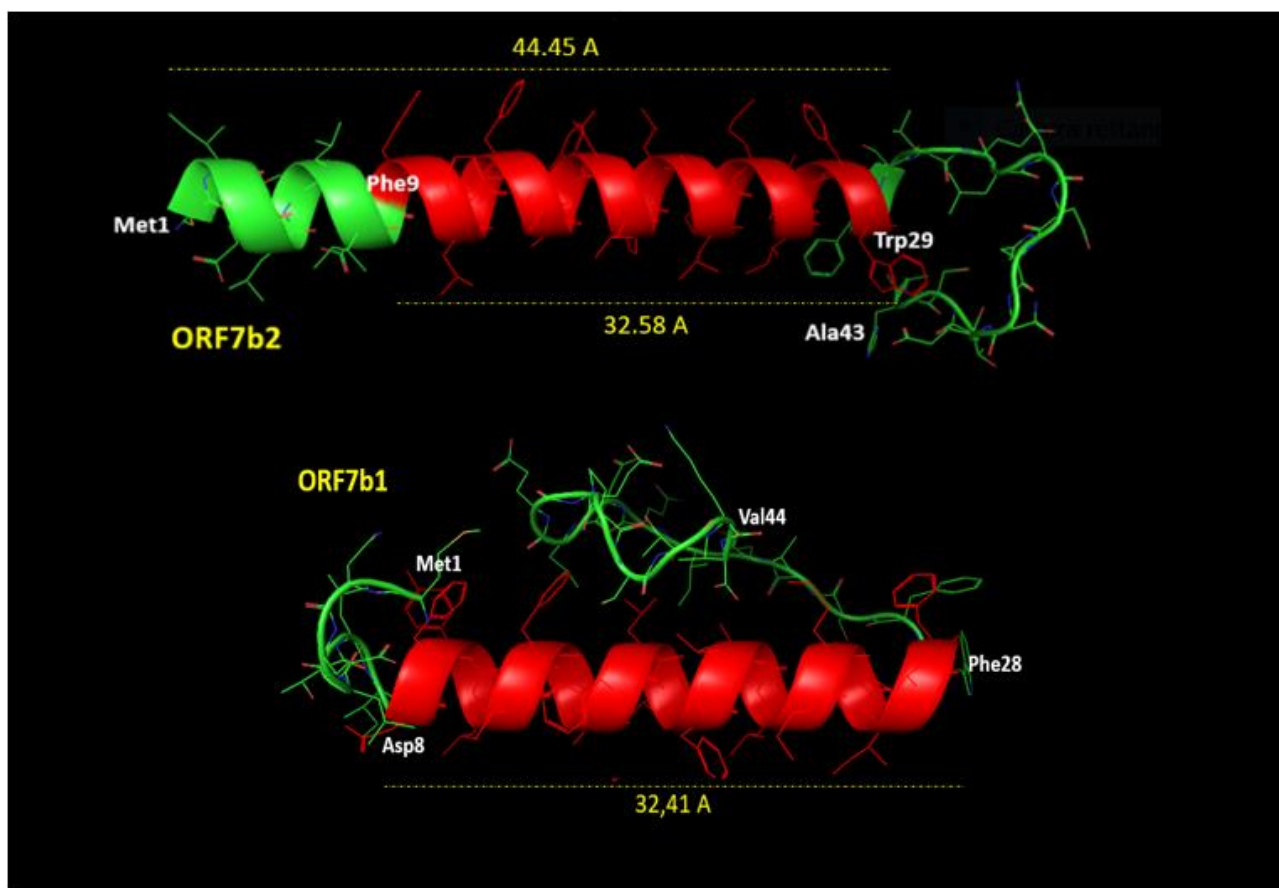 44.45 A
Phe9
Met1
Trp29
32.58 A
Ala43
ORF7b2
ORF7b1
Val44
Met1
Phe28
Asp8
32,41 A